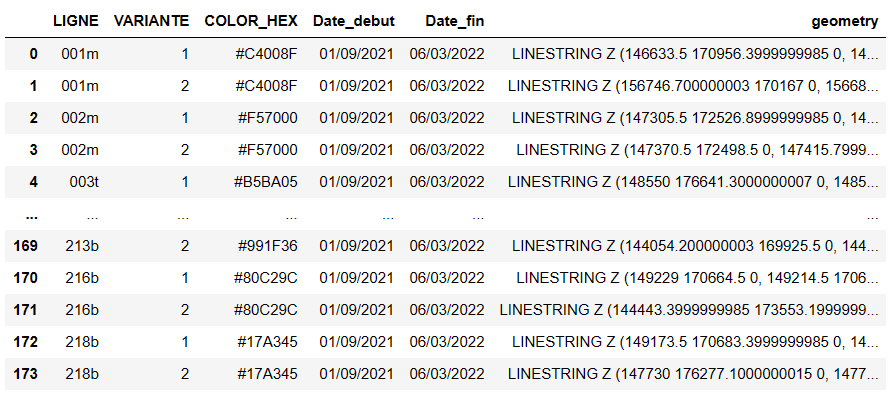 LIGNE VARIANTE COLOR_HEX Date_debut Date_fin geometry
0 001m 1 #C4008F 01/09/2021 06/03/2022 LINESTRING Z (146633.5 170956.3999999985 0, 14...
1 001m 2 #C4008F 01/09/2021 06/03/2022 LINESTRING Z (156746.700000003 170167 0, 15668...
2 002m 1 #F57000 01/09/2021 06/03/2022 LINESTRING Z (147305.5 172526.8999999985 0, 14...
3 002m 2 #F57000 01/09/2021 06/03/2022 LINESTRING Z (147370.5 172498.5 0, 147415.7999...
4 003t 1 #B5BA05 01/09/2021 06/03/2022 LINESTRING Z (148550 176641.3000000007 0, 1485...
... ... ... ... ... ... ...
169 213b 2 #991F36 01/09/2021 06/03/2022 LINESTRING Z (144054.200000003 169925.5 0, 144...
170 216b 1 #80C29C 01/09/2021 06/03/2022 LINESTRING Z (149229 170664.5 0, 149214.5 1706...
171 216b 2 #80C29C 01/09/2021 06/03/2022 LINESTRING Z (144443.3999999985 173553.1999999...
172 218b 1 #17A345 01/09/2021 06/03/2022 LINESTRING Z (149173.5 170683.3999999985 0, 14...
173 218b 2 #17A345 01/09/2021 06/03/2022 LINESTRING Z (147730 176277.1000000015 0, 1477...